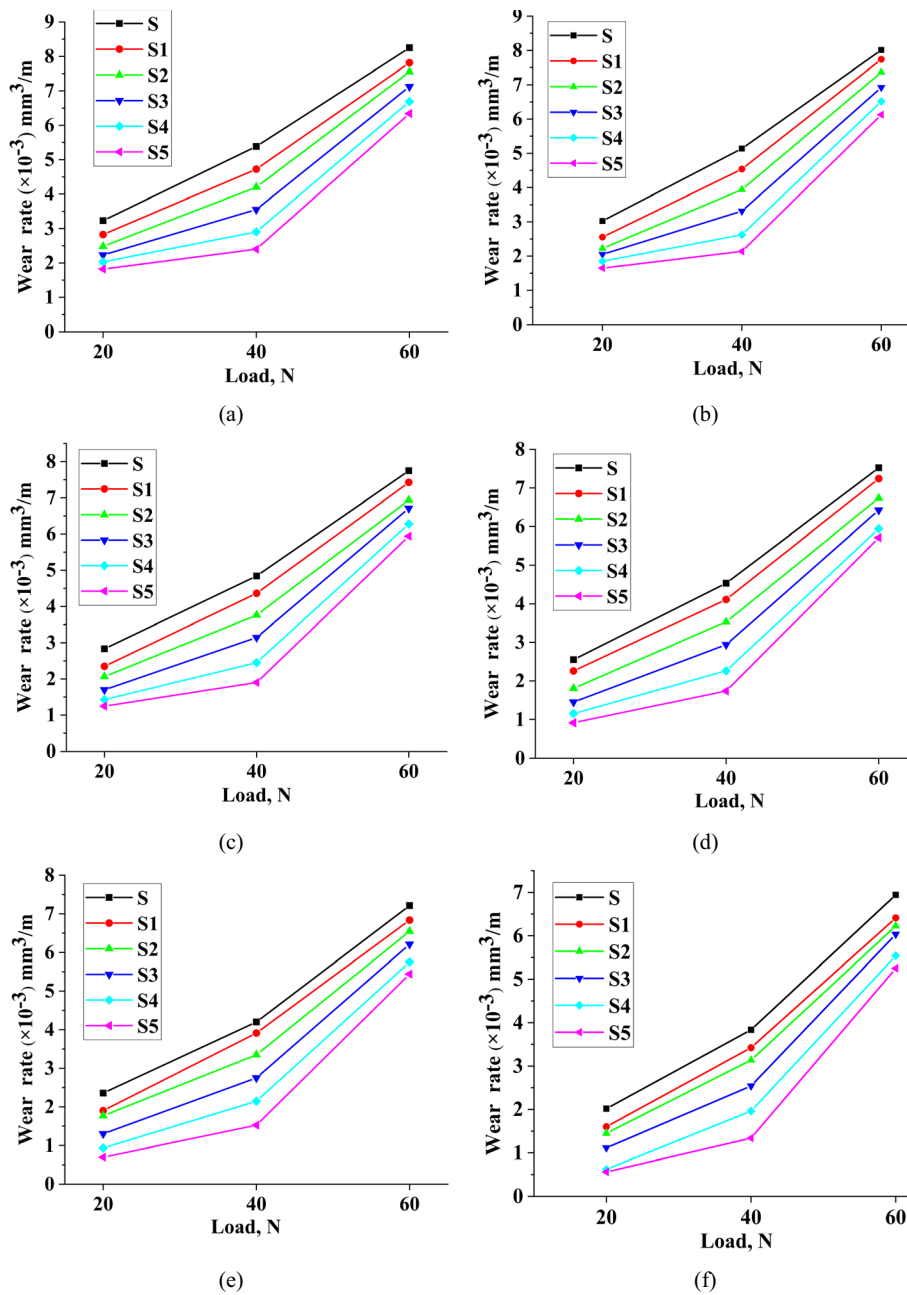 9
8
7
6
5
4
3
2
1
0
Wear rate (×10⁻³) mm³/m
S
S1
S2
S3
S4
S5
20 40 60
Load, N
(a)
9
8
7
6
5
4
3
2
1
0
Wear rate (×10⁻³) mm³/m
S
S1
S2
S3
S4
S5
20 40 60
Load, N
(b)
8
7
6
5
4
3
2
1
0
Wear rate (×10⁻³) mm³/m
S
S1
S2
S3
S4
S5
20 40 60
Load, N
(c)
8
7
6
5
4
3
2
1
0
Wear rate (×10⁻³) mm³/m
S
S1
S2
S3
S4
S5
20 40 60
Load, N
(d)
8
7
6
5
4
3
2
1
0
Wear rate (×10⁻³) mm³/m
S
S1
S2
S3
S4
S5
20 40 60
Load, N
(e)
7
6
5
4
3
2
1
0
Wear rate (×10⁻³) mm³/m
S
S1
S2
S3
S4
S5
20 40 60
Load, N
(f)